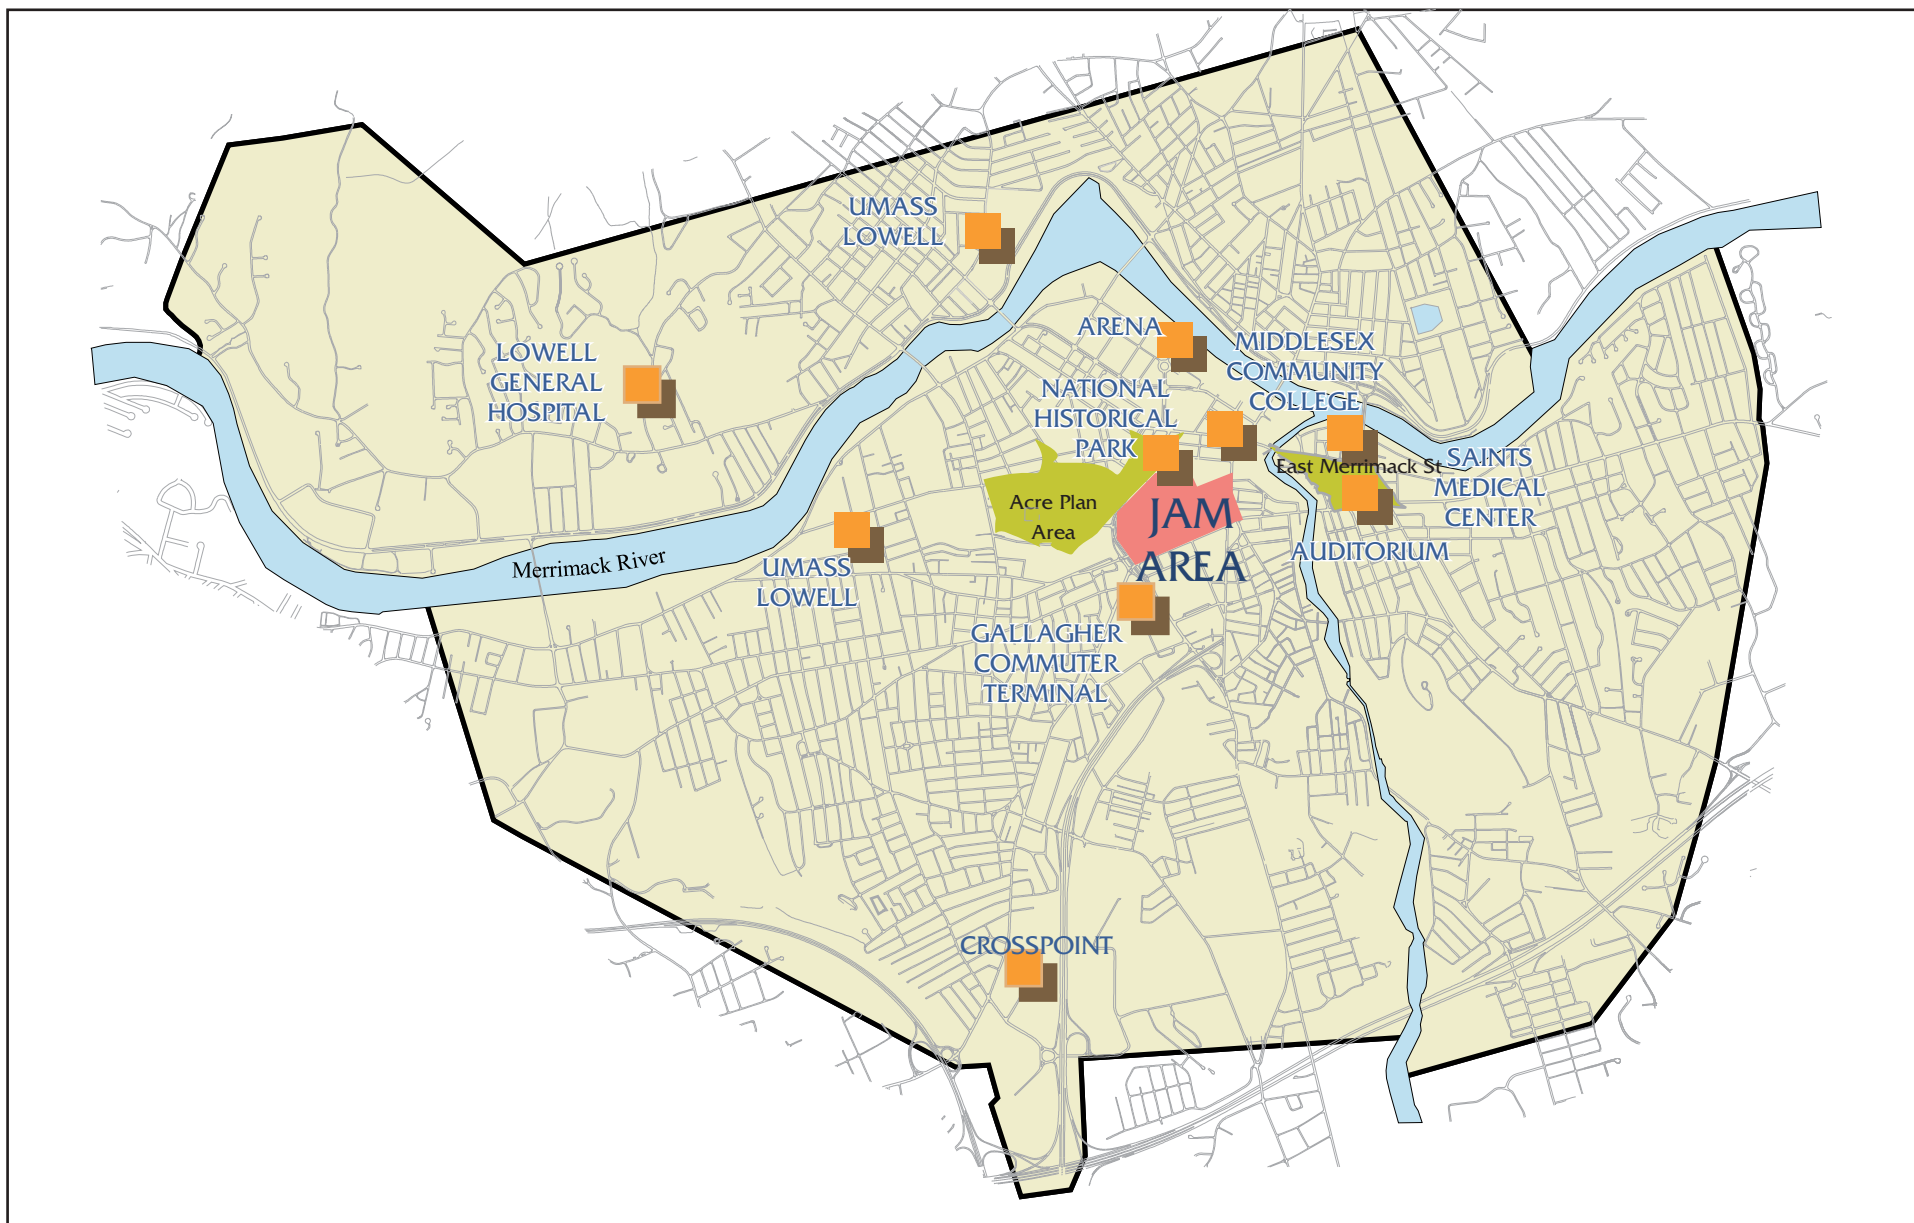 UMASS
LOWELL
ARENA
MIDDLESEX
COMMUNITY
COLLEGE
LOWELL
GENERAL
HOSPITAL
NATIONAL
HISTORICAL
PARK
East Merrimack St
SAINTS
MEDICAL
CENTER
Acre Plan
Area
JAM
AREA
AUDITORIUM
Merrimack River
UMASS
LOWELL
GALLAGHER
COMMUTER
TERMINAL
CROSSPOINT